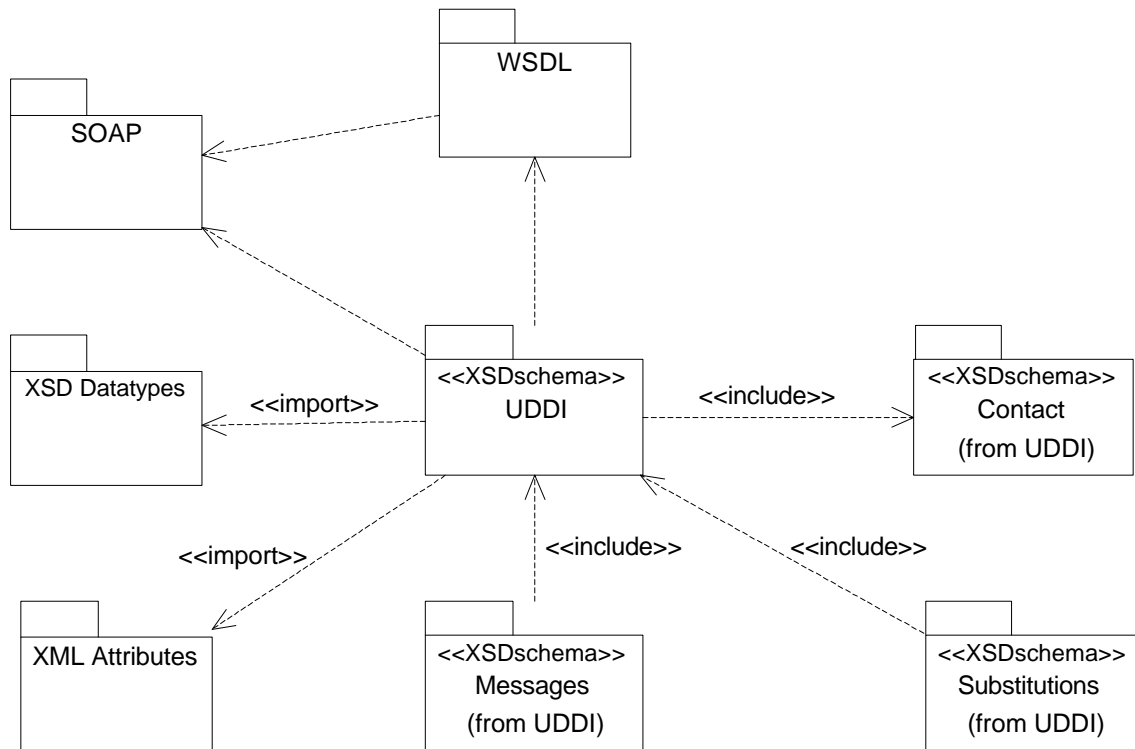 WSDL
SOAP
<<XSDschema>>
UDDI
XSD Datatypes
<<import>>
<<include>>
<<XSDschema>>
Contact
(from UDDI)
<<import>>
<<include>>
<<include>>
XML Attributes
<<XSDschema>>
Messages
(from UDDI)
<<XSDschema>>
Substitutions
(from UDDI)